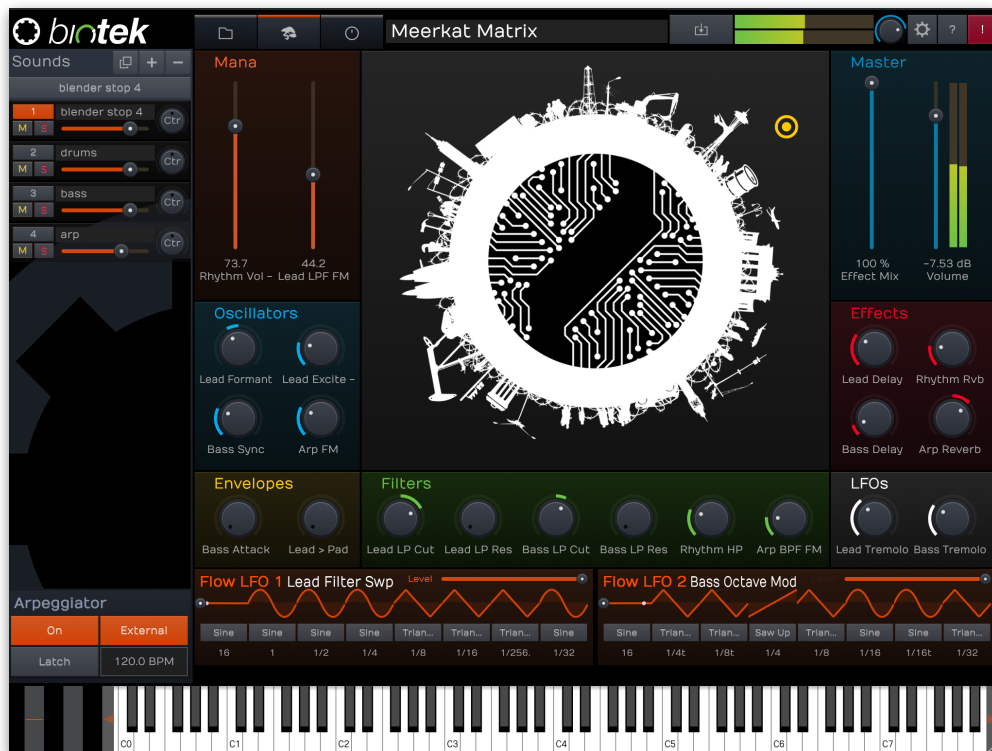 biotek
Meerkat Matrix
?
!
Sounds
+
−
blender stop 4
1
blender stop 4
M
S
Ctr
2
drums
M
S
Ctr
3
bass
M
S
Ctr
4
arp
M
S
Ctr
Mana
73.7
44.2
Rhythm Vol -
Lead LPF FM
Master
100 %
-7.53 dB
Effect Mix
Volume
Oscillators
Lead Formant
Lead Excite -
Bass Sync
Arp FM
Effects
Lead Delay
Rhythm Rvb
Bass Delay
Arp Reverb
Envelopes
Bass Attack
Lead > Pad
Filters
Lead LP Cut
Lead LP Res
Bass LP Cut
Bass LP Res
Rhythm HP
Arp BPF FM
LFOs
Lead Tremolo
Bass Tremolo
Flow LFO 1 Lead Filter Swp
Level
Sine
Sine
Sine
Sine
Trian...
Trian...
Trian...
Sine
16
1
1/2
1/4
1/8
1/16
1/256.
1/32
Flow LFO 2 Bass Octave Mod
Level
Sine
Trian...
Trian...
Saw Up
Trian...
Sine
Sine
Trian...
16
1/4t
1/8t
1/4
1/8
1/16
1/16t
1/32
Arpeggiator
On
External
Latch
120.0 BPM
C0
C1
C2
C3
C4
C5
C6
C7